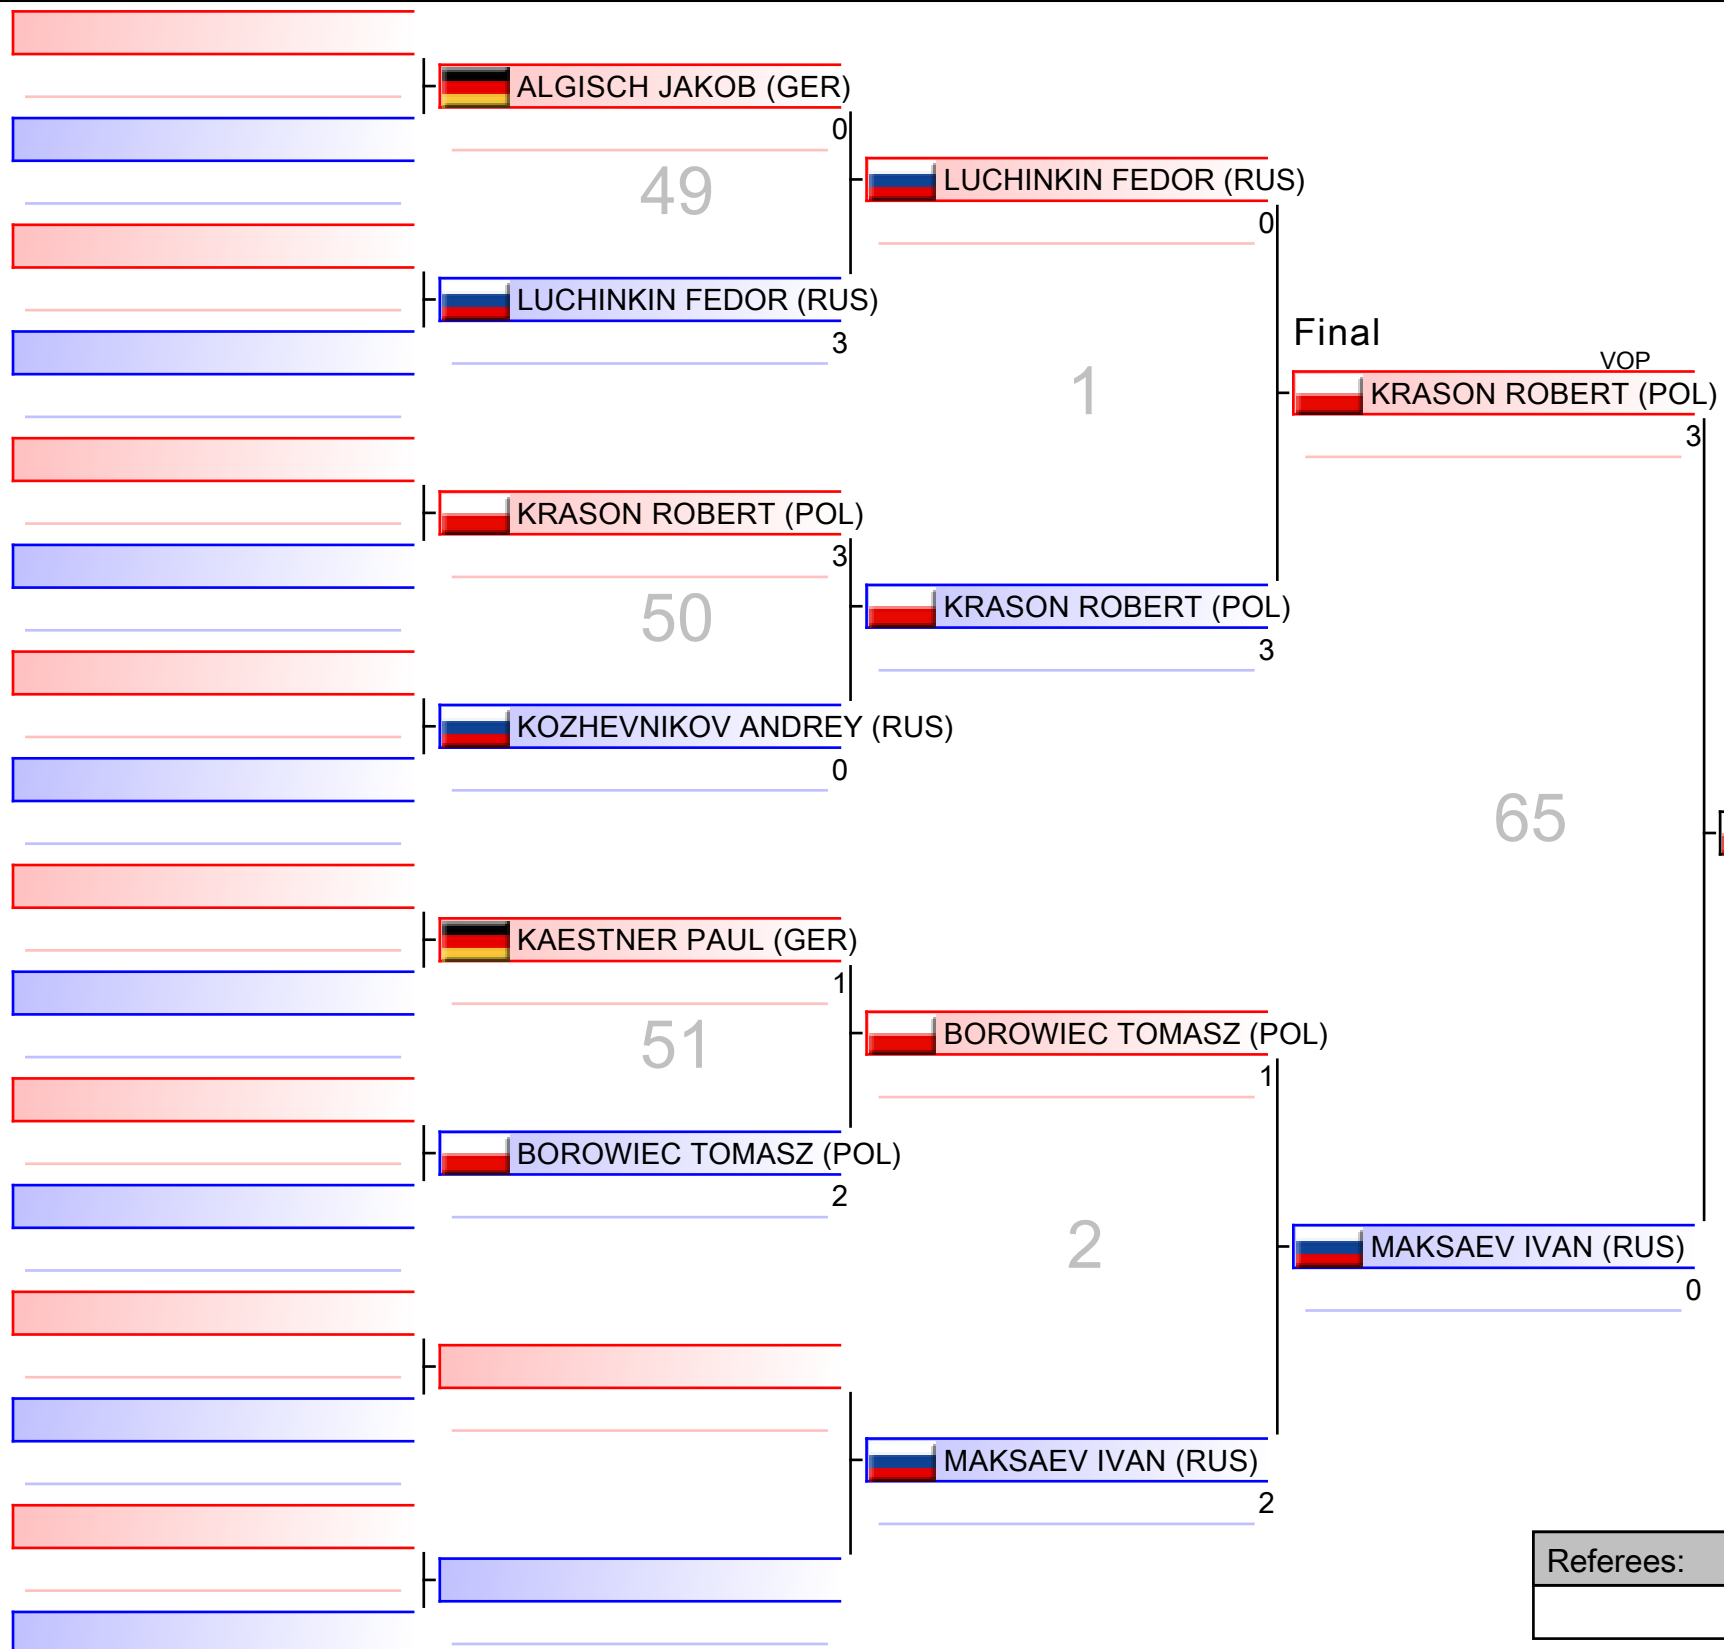 ALGISCH JAKOB (GER)
0
49
LUCHINKIN FEDOR (RUS)
3
KRASON ROBERT (POL)
3
50
KOZHEVNIKOV ANDREY (RUS)
0
KAESTNER PAUL (GER)
1
51
BOROWIEC TOMASZ (POL)
2
LUCHINKIN FEDOR (RUS)
0
1
KRASON ROBERT (POL)
3
BOROWIEC TOMASZ (POL)
1
2
MAKSAEV IVAN (RUS)
2
Final
VOP
KRASON ROBERT (POL)
3
65
MAKSAEV IVAN (RUS)
0
Referees: